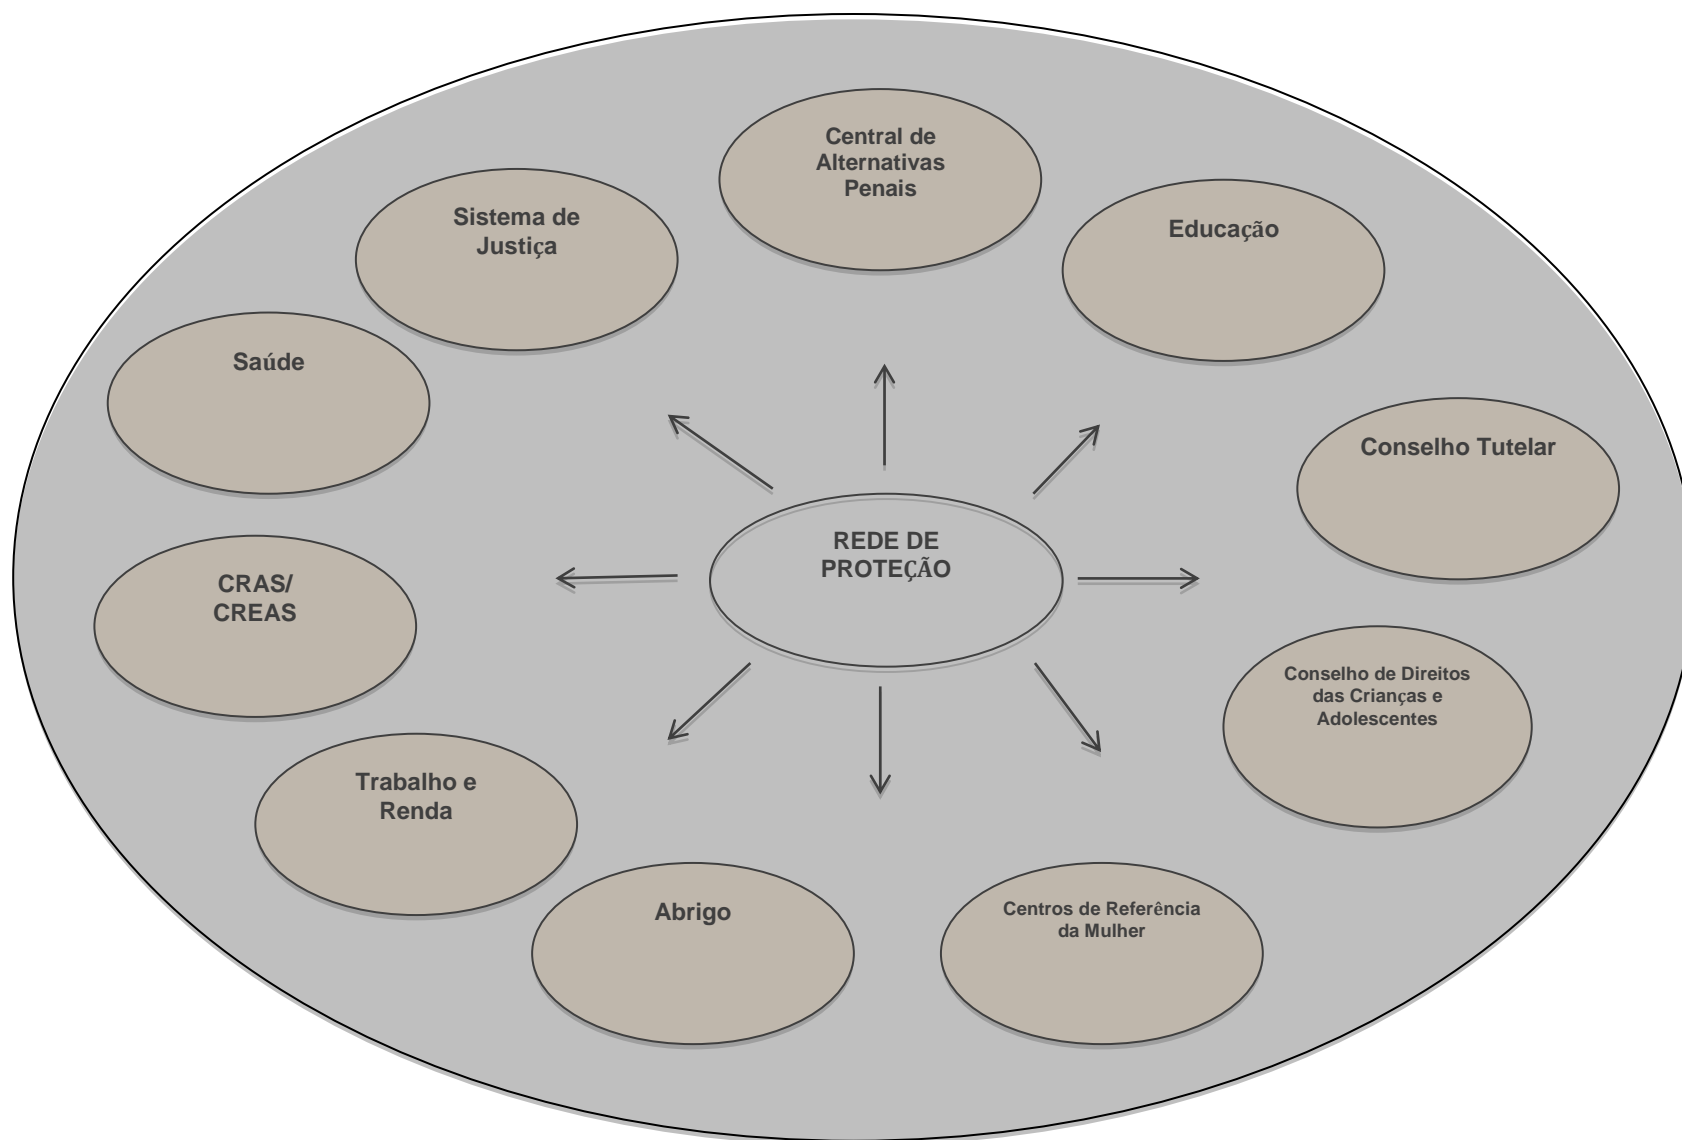 Central de
Alternativas
Penais
Sistema de
Justiça
Educação
Saúde
Conselho Tutelar
REDE DE
PROTEÇÃO
CRAS/
CREAS
Conselho de Direitos
das Crianças e
Adolescentes
Trabalho e
Renda
Abrigo
Centros de Referência
da Mulher